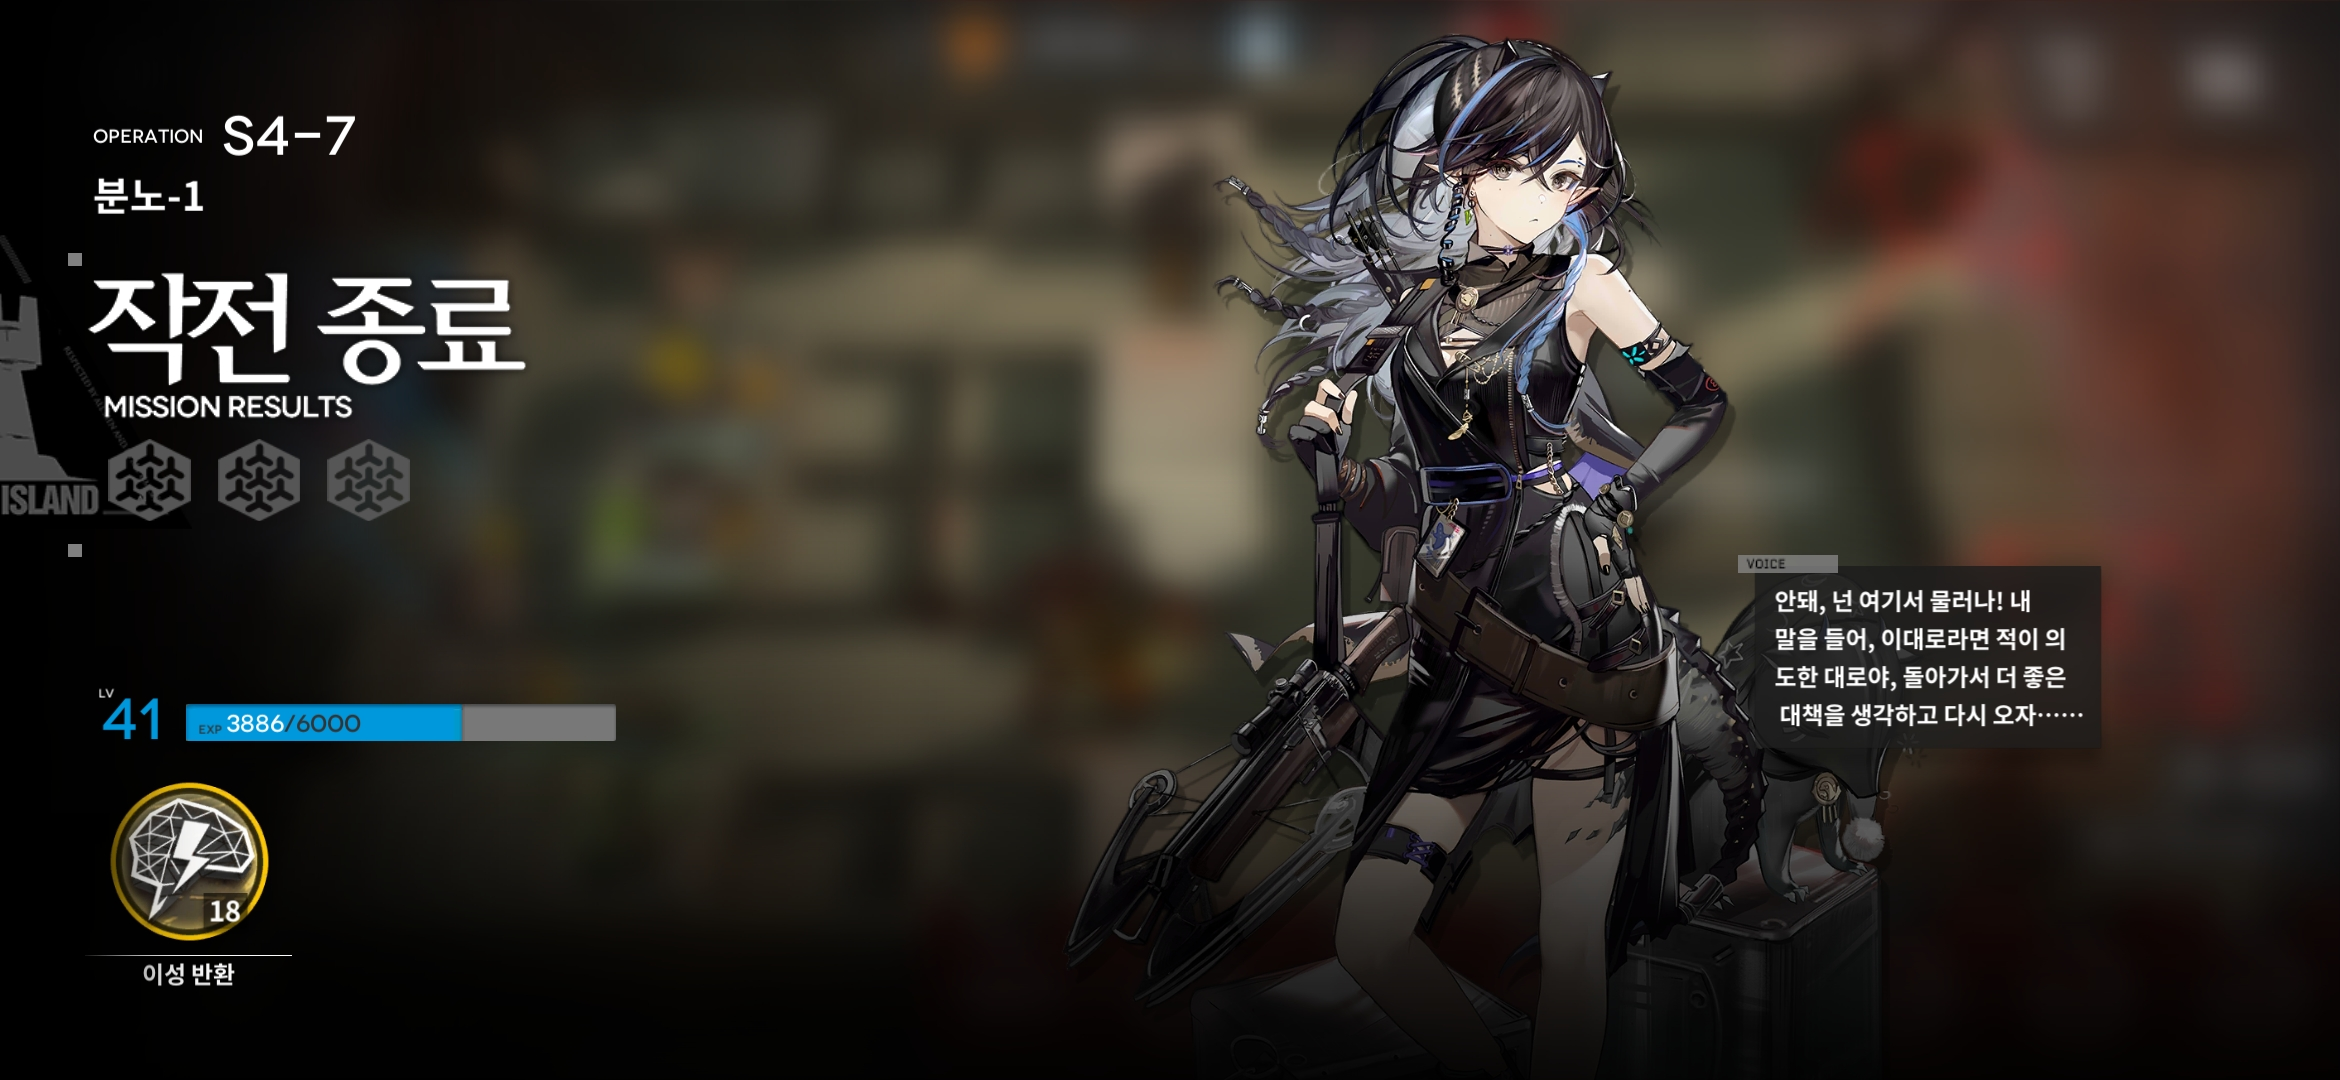 OPERATION S4-7
분노-1
작전 종료
MISSION RESULTS
ISLAND
LV
41
EXP 3886/6000
18
이성 반환
VOICE
안돼, 넌 여기서 물러나! 내
말을 들어, 이대로라면 적이 의
도한 대로야, 돌아가서 더 좋은
대책을 생각하고 다시 오자……